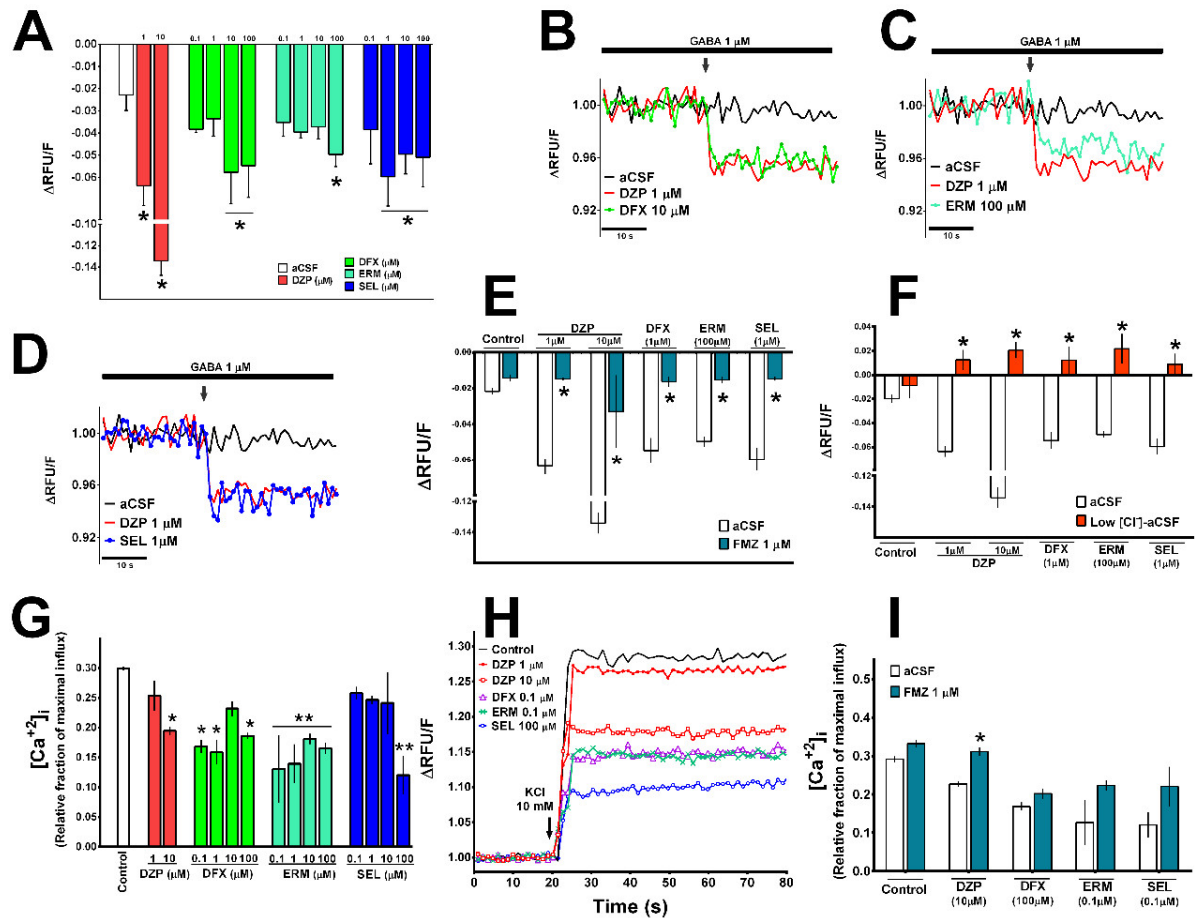 A
1 10 0.1 1 10 100 0.1 1 10 100 0.1 1 10 100
0.00
-0.01
-0.02
-0.03
-0.04
-0.05
-0.06
-0.10
-0.14
ΔRFU/F
* * * * *
aCSF
DZP (µM)
DFX (µM)
ERM (µM)
SEL (µM)
B
GABA 1 µM
1.00
0.96
0.92
ΔRFU/F
aCSF
DZP 1 µM
DFX 10 µM
10 s
C
GABA 1 µM
1.00
0.96
0.92
ΔRFU/F
aCSF
DZP 1 µM
ERM 100 µM
10 s
D
GABA 1 µM
1.00
0.96
0.92
ΔRFU/F
aCSF
DZP 1 µM
SEL 1µM
10 s
E
Control
DZP
1µM 10µM
DFX
(1µM)
ERM
(100µM)
SEL
(1µM)
0.00
-0.02
-0.06
-0.12
-0.14
ΔRFU/F
* * * * *
aCSF
FMZ 1 µM
F
0.04
0.02
0.00
-0.02
-0.04
-0.06
-0.12
-0.14
ΔRFU/F
* * * * *
aCSF
Low [Cl⁻]-aCSF
Control
1µM 10µM
DZP
DFX
(1µM)
ERM
(100µM)
SEL
(1µM)
G
[Ca⁺²]i
(Relative fraction of maximal influx)
0.30
0.25
0.20
0.15
0.10
0.05
0.00
* * * * ** **
Control
1 10 0.1 1 10 100 0.1 1 10 100 0.1 1 10 100
DZP (µM) DFX (µM) ERM (µM) SEL (µM)
H
ΔRFU/F
1.30
1.25
1.20
1.15
1.10
1.05
1.00
Control
DZP 1 µM
DZP 10 µM
DFX 0.1 µM
ERM 0.1 µM
SEL 100 µM
KCl
10 mM
0 10 20 30 40 50 60 70 80
Time (s)
I
[Ca⁺²]i
(Relative fraction of maximal influx)
0.5
0.4
0.3
0.2
0.1
0.0
aCSF
FMZ 1 µM
*
Control
DZP
(10µM)
DFX
(100µM)
ERM
(0.1µM)
SEL
(0.1µM)